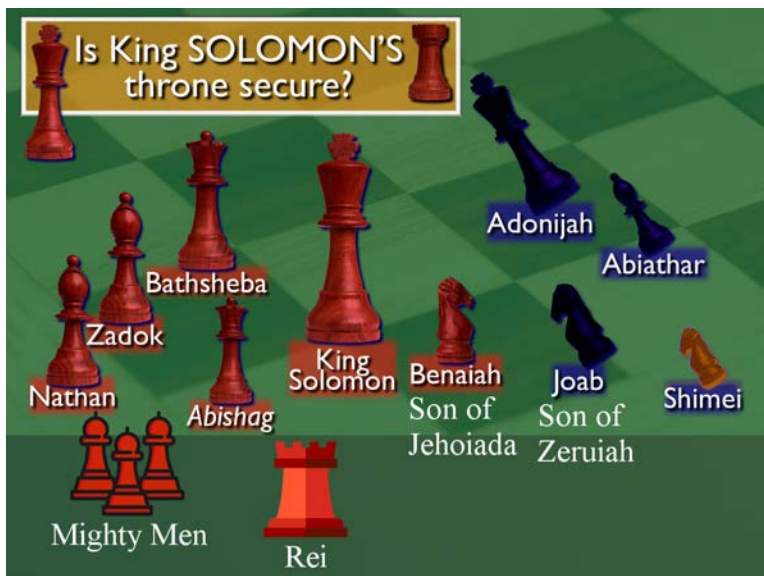 Is King SOLOMON'S
throne secure?
Adonijah
Abiathar
Bathsheba
Zadok
King
Solomon
Benaiah
Son of
Jehoiada
Joab
Son of
Zeruiah
Shimei
Nathan
Abishag
Mighty Men
Rei